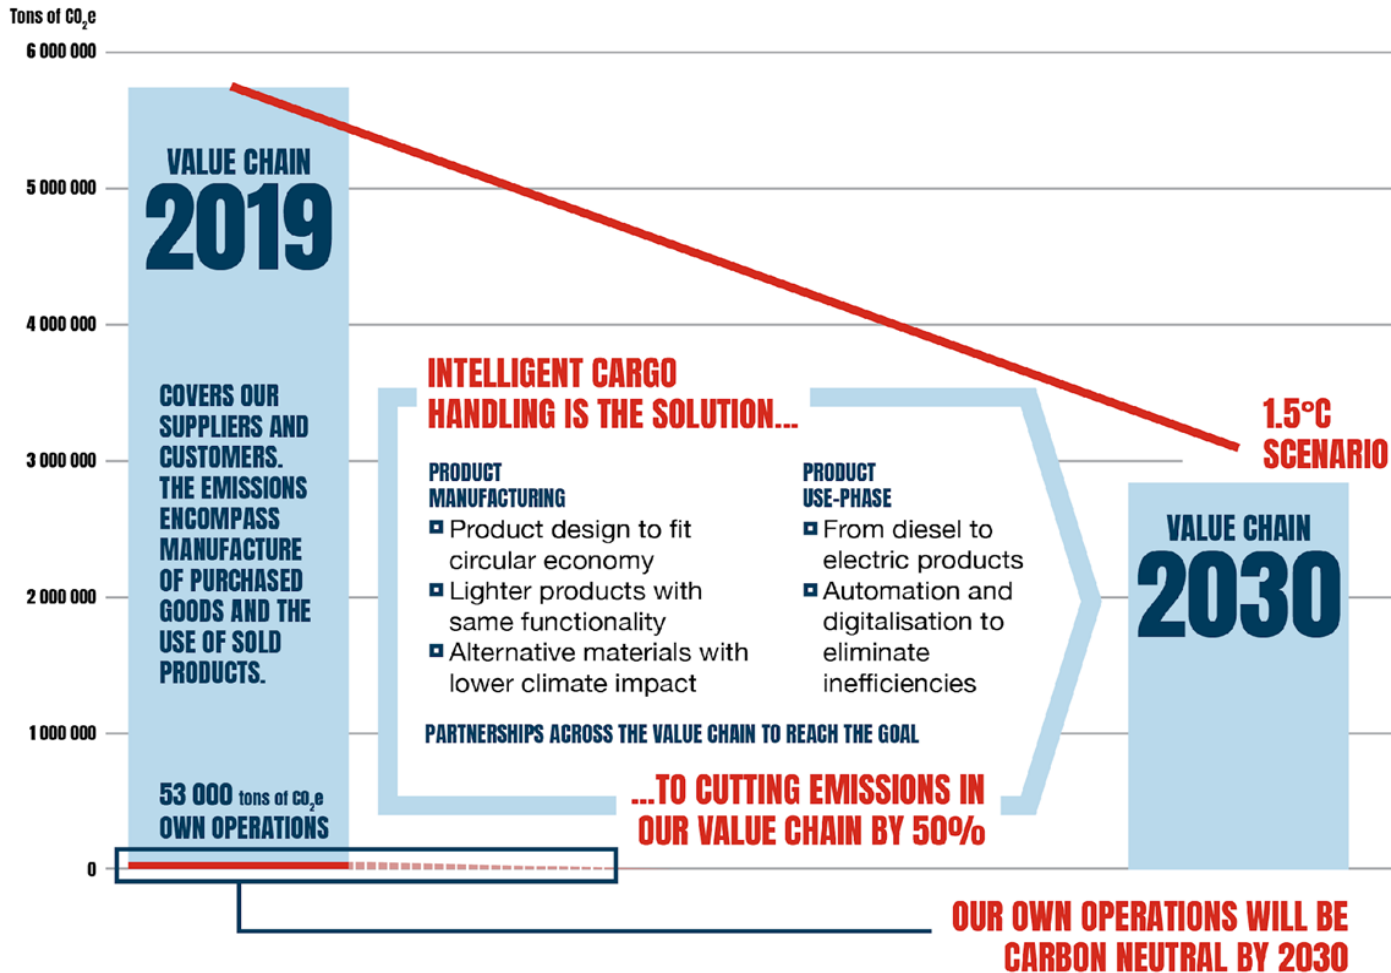 Tons of CO₂e
6 000 000
5 000 000
4 000 000
3 000 000
2 000 000
1 000 000
0
VALUE CHAIN
2019
COVERS OUR
SUPPLIERS AND
CUSTOMERS.
THE EMISSIONS
ENCOMPASS
MANUFACTURE
OF PURCHASED
GOODS AND THE
USE OF SOLD
PRODUCTS.
53 000 tons of CO₂e
OWN OPERATIONS
INTELLIGENT CARGO
HANDLING IS THE SOLUTION...
PRODUCT
MANUFACTURING
Product design to fit
circular economy
Lighter products with
same functionality
Alternative materials with
lower climate impact
PRODUCT
USE-PHASE
From diesel to
electric products
Automation and
digitalisation to
eliminate
inefficiencies
PARTNERSHIPS ACROSS THE VALUE CHAIN TO REACH THE GOAL
...TO CUTTING EMISSIONS IN
OUR VALUE CHAIN BY 50%
1.5°C
SCENARIO
VALUE CHAIN
2030
OUR OWN OPERATIONS WILL BE
CARBON NEUTRAL BY 2030